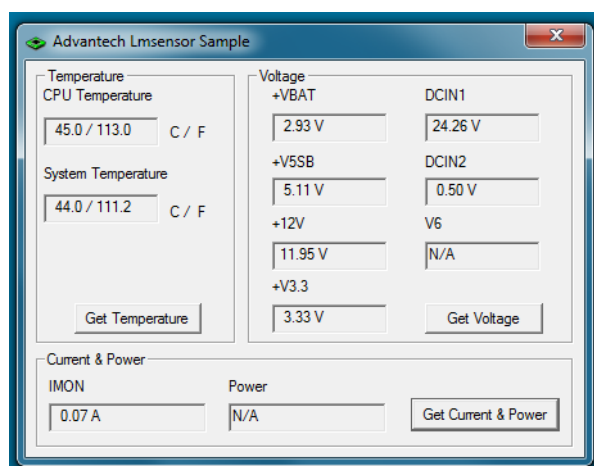 Advantech Lmsensor Sample
Temperature
CPU Temperature
45.0 / 113.0 C / F
System Temperature
44.0 / 111.2 C / F
Get Temperature
Voltage
+VBAT DCIN1
2.93 V 24.26 V
+V5SB DCIN2
5.11 V 0.50 V
+12V V6
11.95 V N/A
+V3.3
3.33 V Get Voltage
Current & Power
IMON Power
0.07 A N/A Get Current & Power